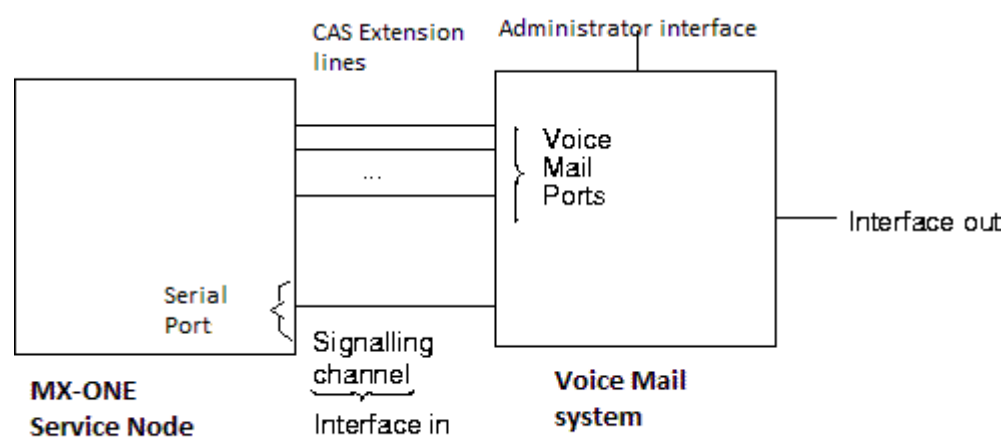 CAS Extension
lines
Administrator interface
Voice
Mail
Ports
...
Interface out
Serial
Port
Signalling
channel
Interface in
MX-ONE
Service Node
Voice Mail
system